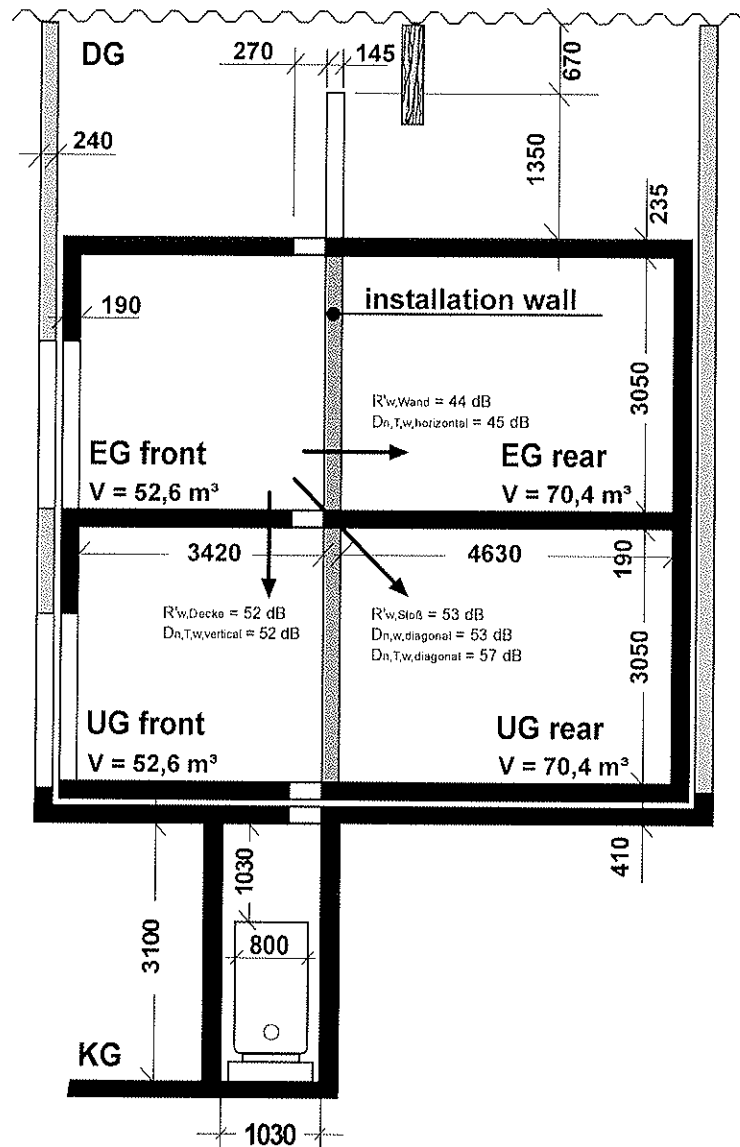 DG
270
145
670
240
1350
235
190
installation wall
3050
R'w,Wand = 44 dB
Dn,T,w,horizontal = 45 dB
EG front
V = 52,6 m³
EG rear
V = 70,4 m³
3420
4630
190
R'w,Decke = 52 dB
Dn,T,w,vertical = 52 dB
R'w,Stoß = 53 dB
Dn,w,diagonal = 53 dB
Dn,T,w,diagonal = 57 dB
3050
UG front
V = 52,6 m³
UG rear
V = 70,4 m³
410
1030
3100
800
KG
1030